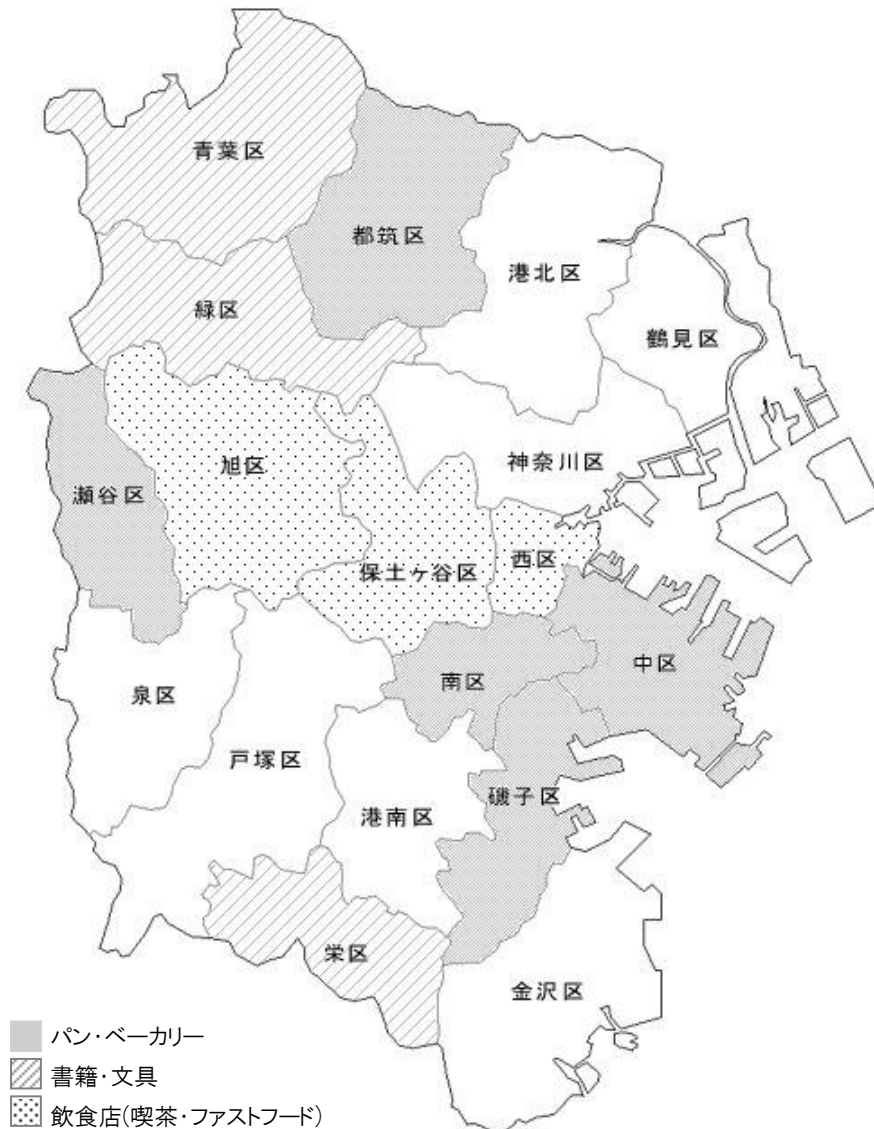 青葉区
都筑区
港北区
緑区
鶴見区
旭区
神奈川区
瀬谷区
保土ヶ谷区
西区
中区
南区
泉区
戸塚区
磯子区
港南区
栄区
金沢区
パン・ベーカリー
書籍・文具
飲食店(喫茶・ファストフード)